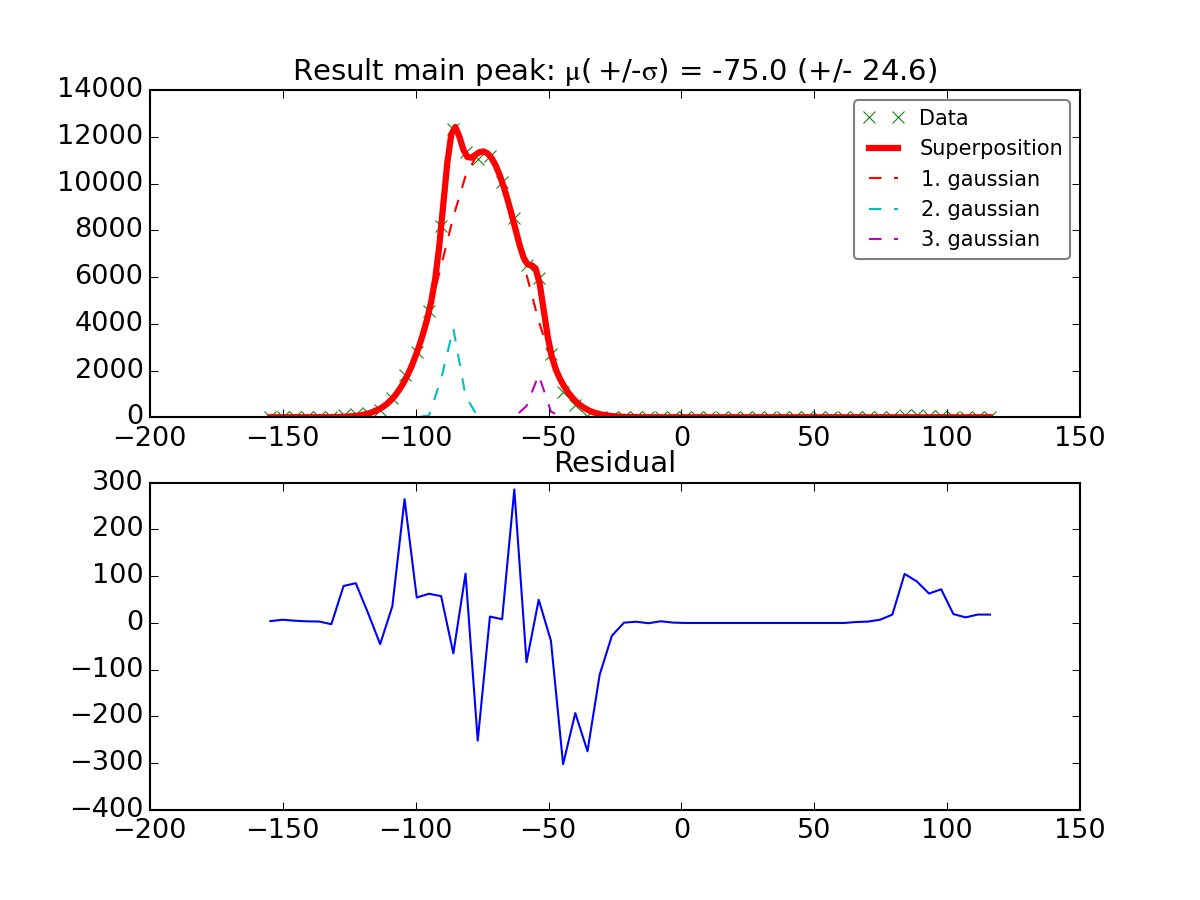 Result main peak: μ( +/-σ) = -75.0 (+/- 24.6)
14000
12000
10000
8000
6000
4000
2000
0
Data
Superposition
1. gaussian
2. gaussian
3. gaussian
−200 −150 −100 −50 0 50 100 150
Residual
300
200
100
0
−100
−200
−300
−400
−200 −150 −100 −50 0 50 100 150